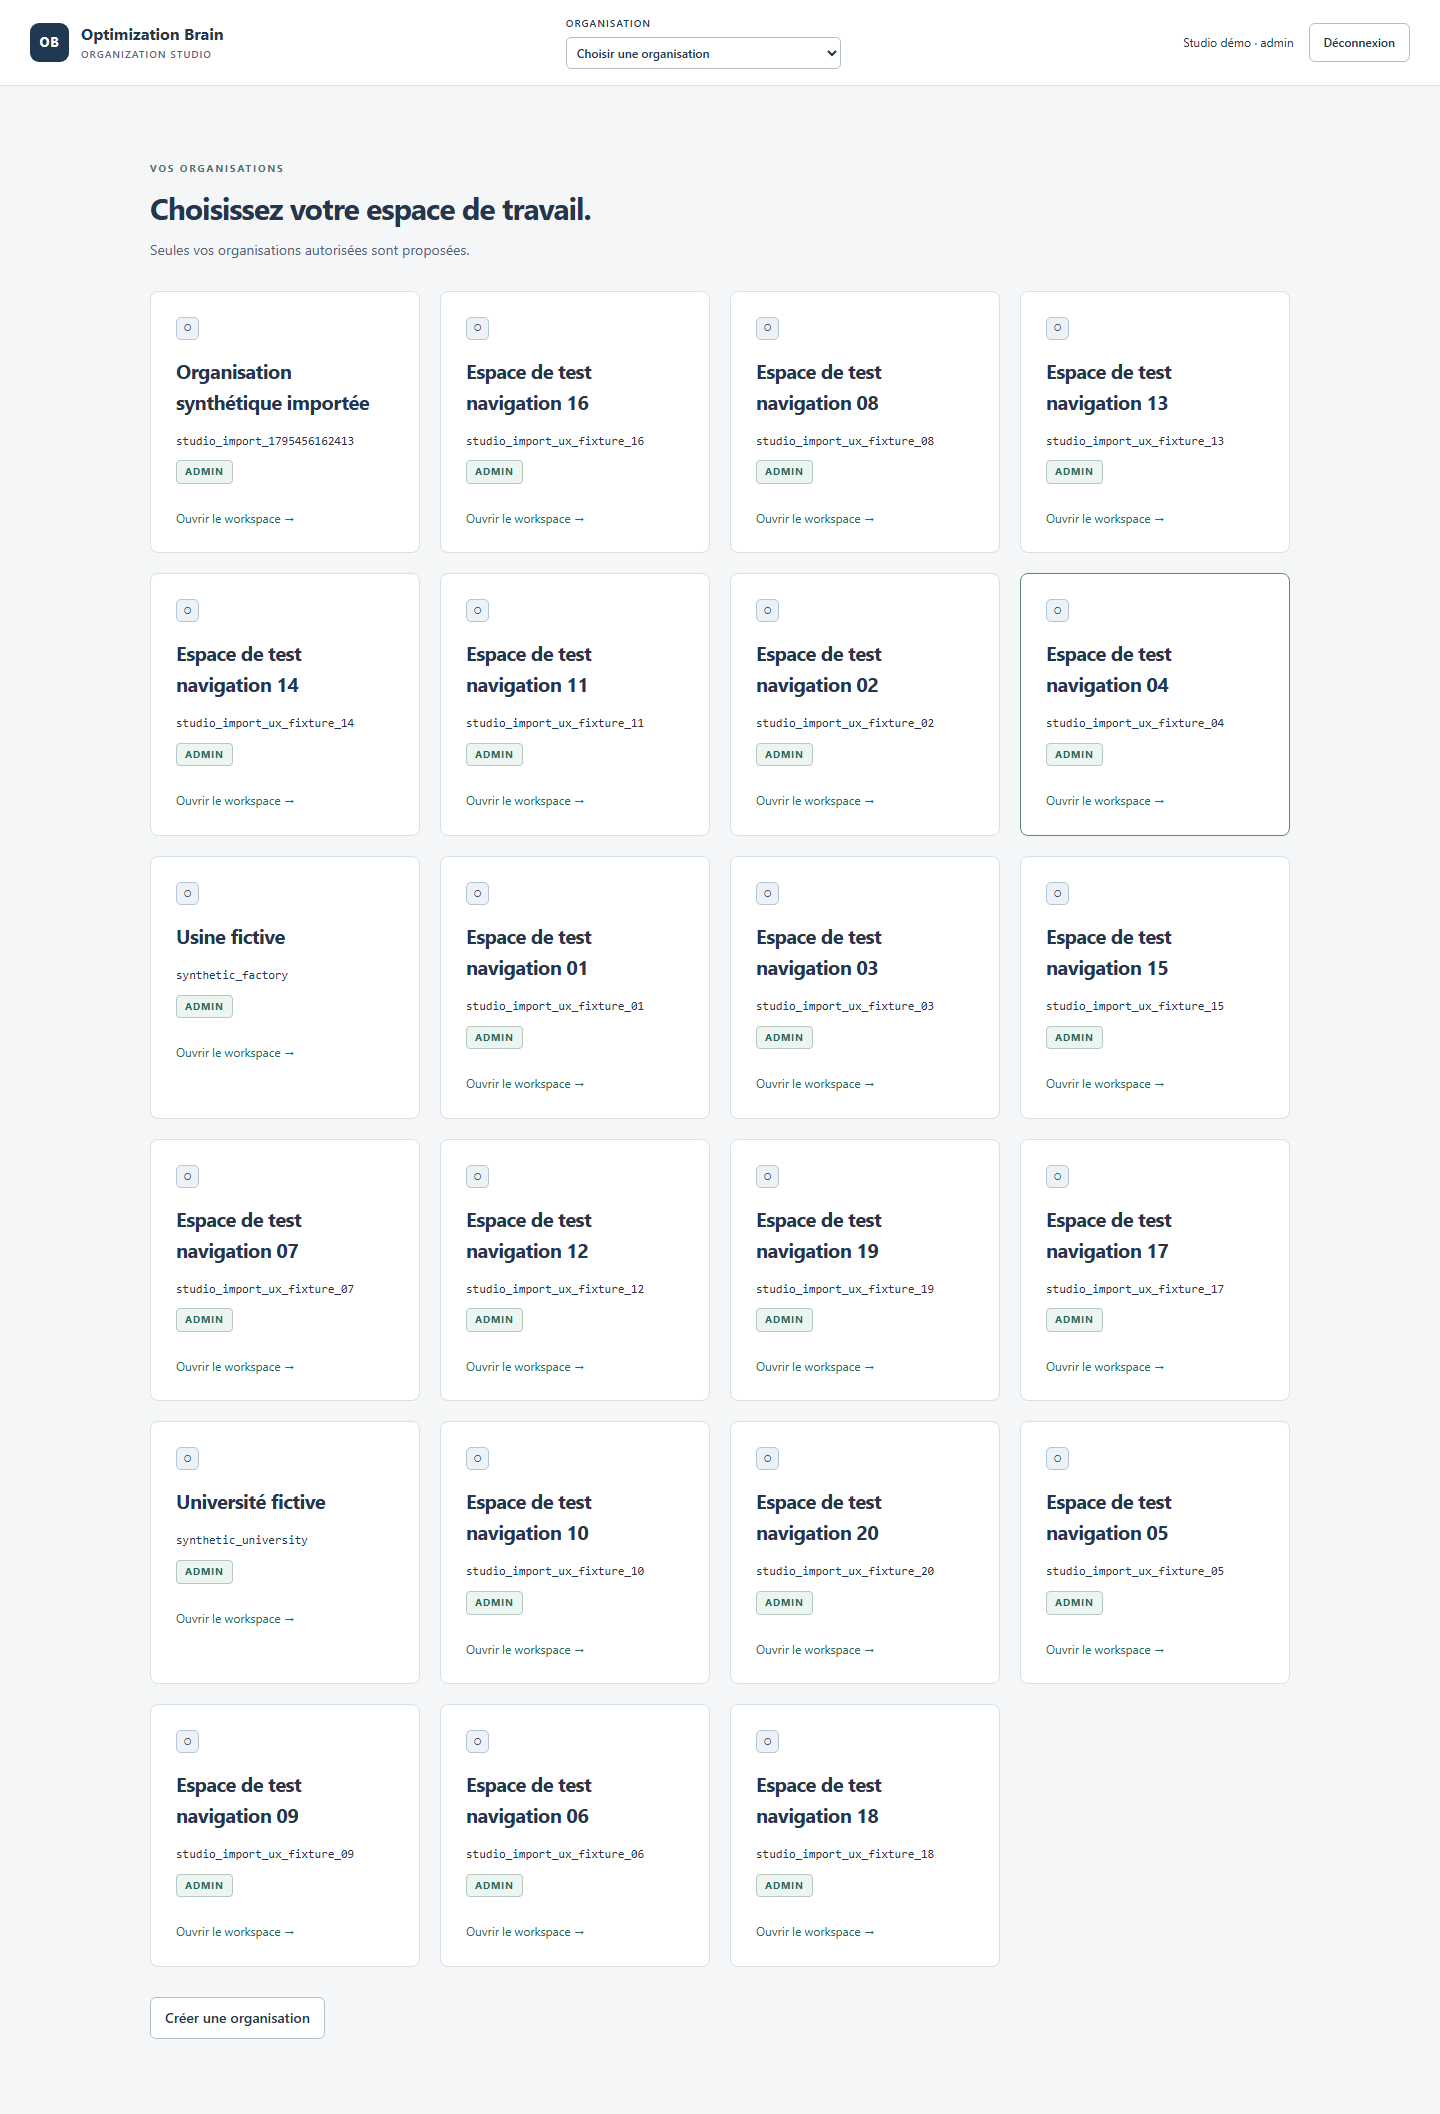 OB
Optimization Brain
ORGANIZATION STUDIO
ORGANISATION
Choisir une organisation
Studio démo · admin
Déconnexion
VOS ORGANISATIONS
Choisissez votre espace de travail.
Seules vos organisations autorisées sont proposées.
Organisation
synthétique importée
studio_import_1795456162413
ADMIN
Ouvrir le workspace →
Espace de test
navigation 16
studio_import_ux_fixture_16
ADMIN
Ouvrir le workspace →
Espace de test
navigation 08
studio_import_ux_fixture_08
ADMIN
Ouvrir le workspace →
Espace de test
navigation 13
studio_import_ux_fixture_13
ADMIN
Ouvrir le workspace →
Espace de test
navigation 14
studio_import_ux_fixture_14
ADMIN
Ouvrir le workspace →
Espace de test
navigation 11
studio_import_ux_fixture_11
ADMIN
Ouvrir le workspace →
Espace de test
navigation 02
studio_import_ux_fixture_02
ADMIN
Ouvrir le workspace →
Espace de test
navigation 04
studio_import_ux_fixture_04
ADMIN
Ouvrir le workspace →
Usine fictive
synthetic_factory
ADMIN
Ouvrir le workspace →
Espace de test
navigation 01
studio_import_ux_fixture_01
ADMIN
Ouvrir le workspace →
Espace de test
navigation 03
studio_import_ux_fixture_03
ADMIN
Ouvrir le workspace →
Espace de test
navigation 15
studio_import_ux_fixture_15
ADMIN
Ouvrir le workspace →
Espace de test
navigation 07
studio_import_ux_fixture_07
ADMIN
Ouvrir le workspace →
Espace de test
navigation 12
studio_import_ux_fixture_12
ADMIN
Ouvrir le workspace →
Espace de test
navigation 19
studio_import_ux_fixture_19
ADMIN
Ouvrir le workspace →
Espace de test
navigation 17
studio_import_ux_fixture_17
ADMIN
Ouvrir le workspace →
Université fictive
synthetic_university
ADMIN
Ouvrir le workspace →
Espace de test
navigation 10
studio_import_ux_fixture_10
ADMIN
Ouvrir le workspace →
Espace de test
navigation 20
studio_import_ux_fixture_20
ADMIN
Ouvrir le workspace →
Espace de test
navigation 05
studio_import_ux_fixture_05
ADMIN
Ouvrir le workspace →
Espace de test
navigation 09
studio_import_ux_fixture_09
ADMIN
Ouvrir le workspace →
Espace de test
navigation 06
studio_import_ux_fixture_06
ADMIN
Ouvrir le workspace →
Espace de test
navigation 18
studio_import_ux_fixture_18
ADMIN
Ouvrir le workspace →
Créer une organisation